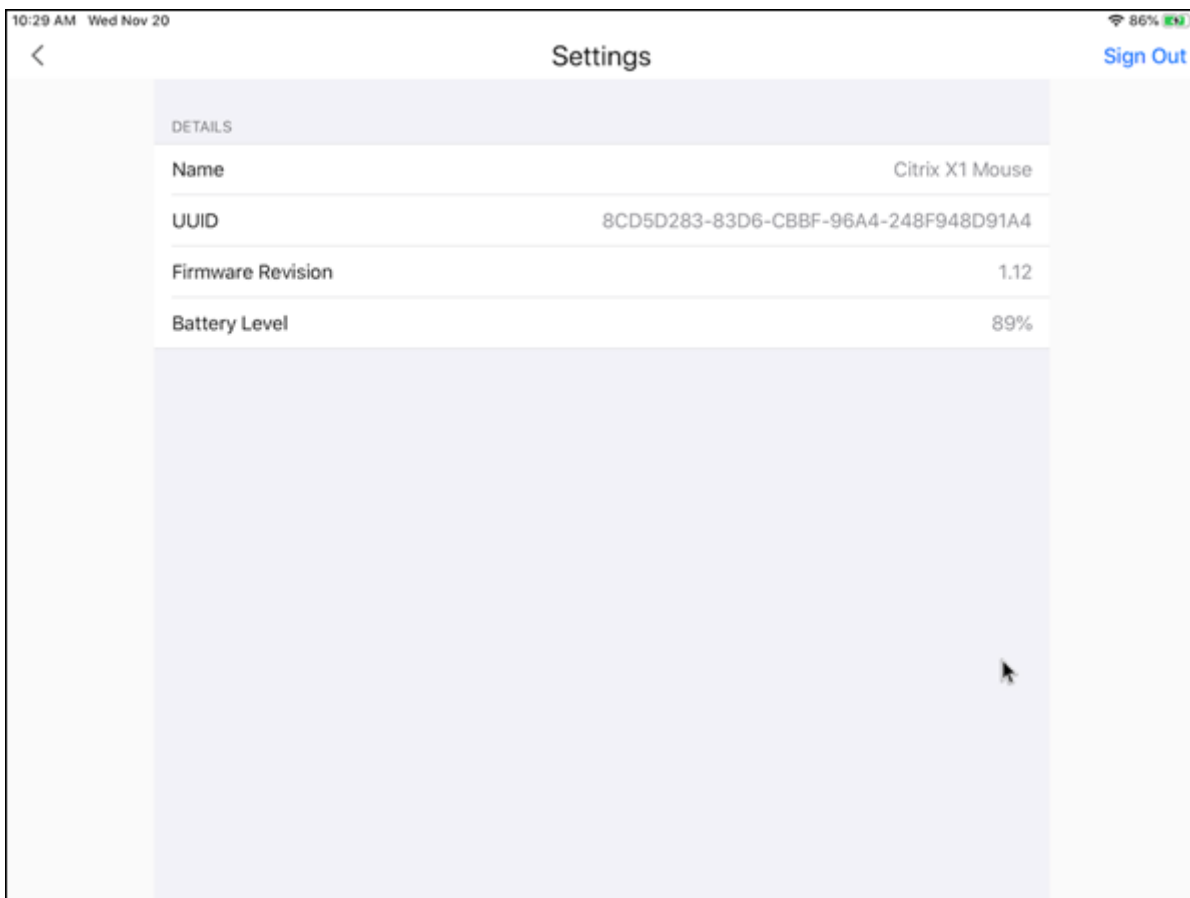 10:29 AM Wed Nov 20 86%
Settings Sign Out
DETAILS
Name Citrix X1 Mouse
UUID 8CD5D283-83D6-CBBF-96A4-248F948D91A4
Firmware Revision 1.12
Battery Level 89%